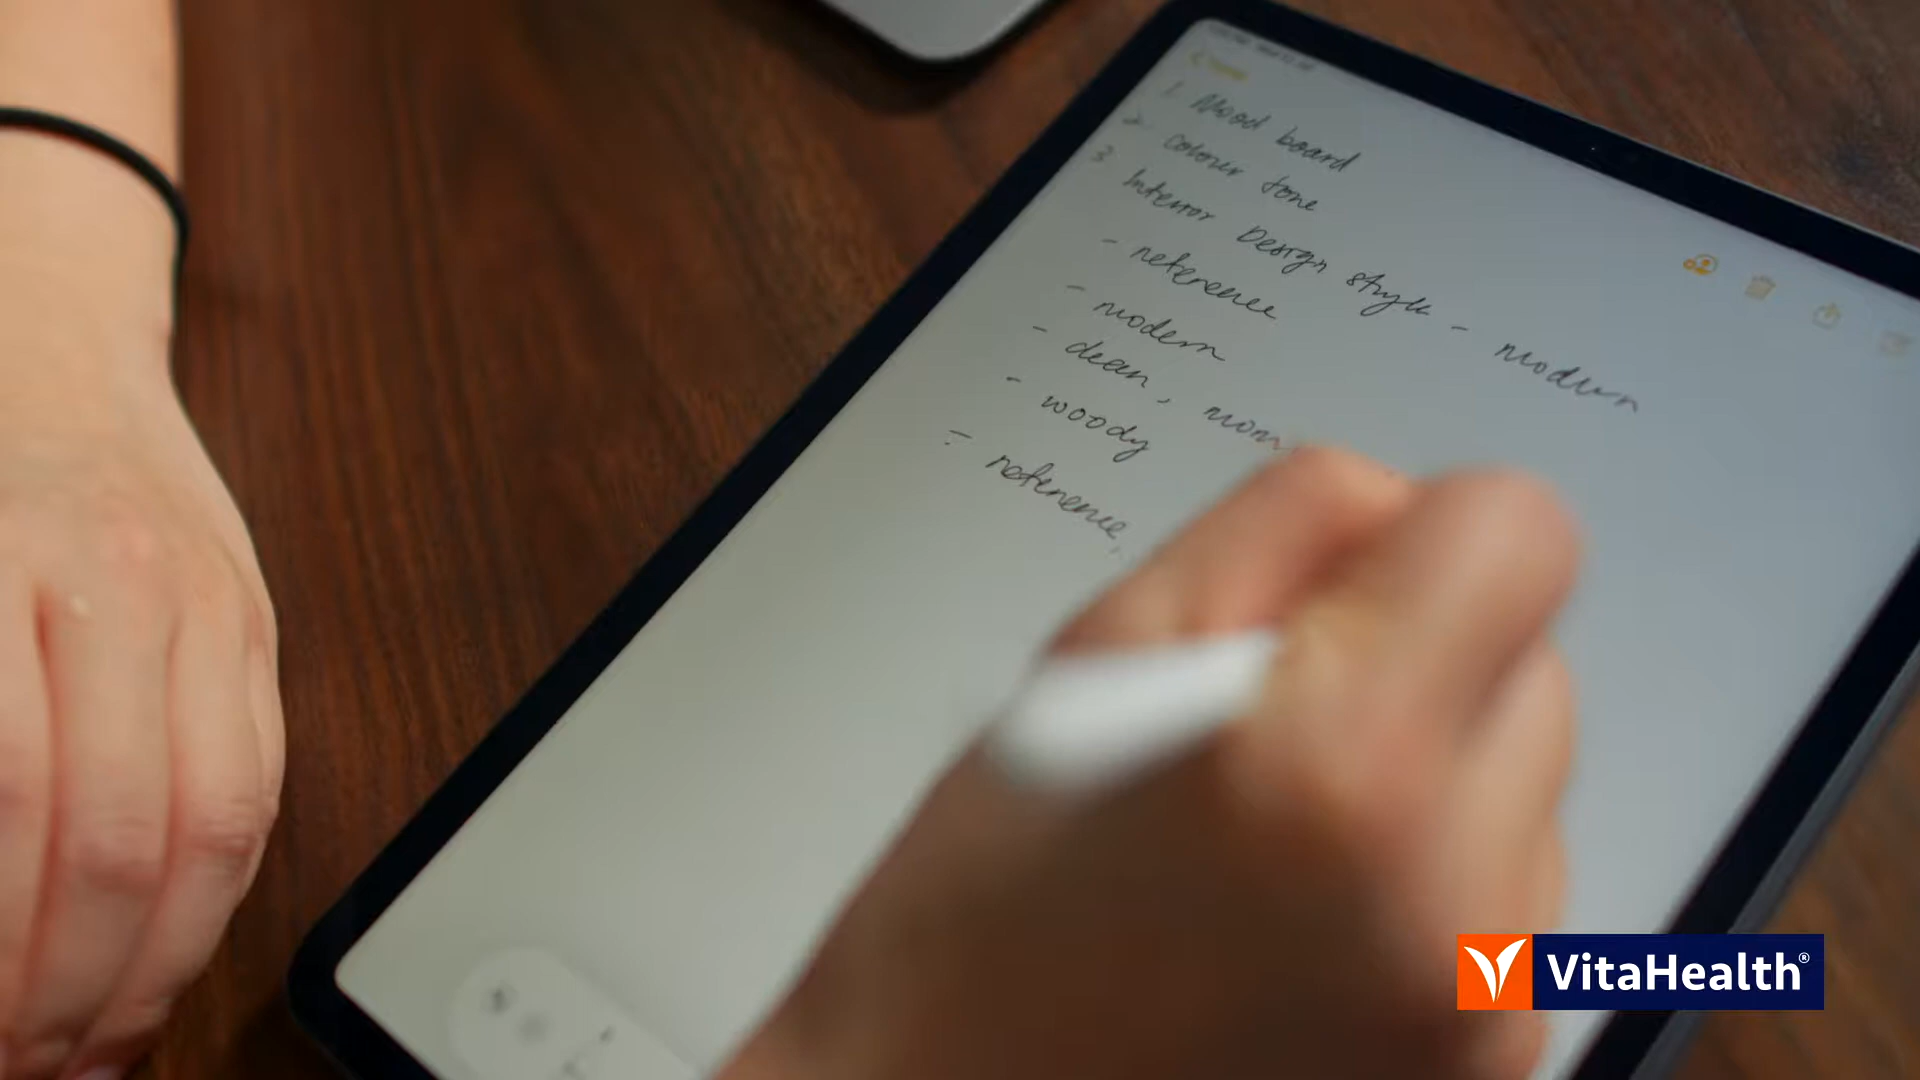 1. Mood board
2. Colour tone
3 Interior Design style - modern
- reference
- modern
- clean,
- woody
- reference,
VitaHealth®